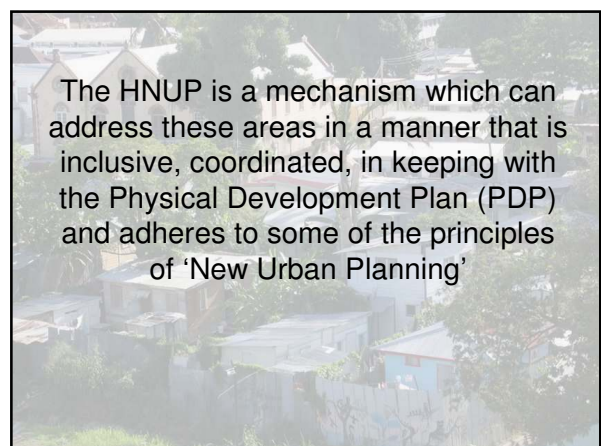 The HNUP is a mechanism which can
address these areas in a manner that is
inclusive, coordinated, in keeping with
the Physical Development Plan (PDP)
and adheres to some of the principles
of ‘New Urban Planning’